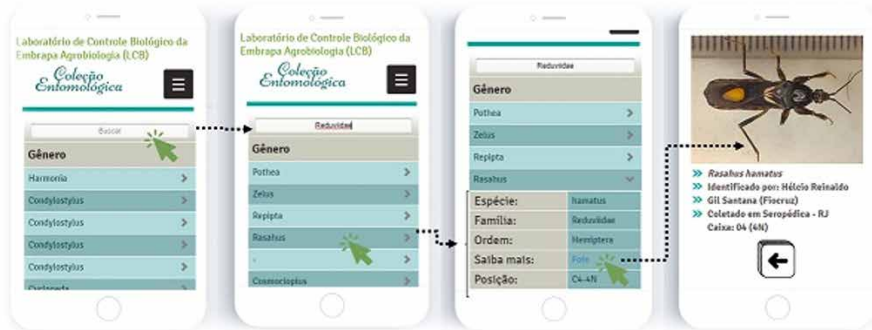 Laboratório de Controle Biológico da
Embrapa Agrobiologia (LCB)
Coleção
Entomológica
Buscar
Gênero
Harmonia
Condylostylus
Condylostylus
Condylostylus
Condylostylus
Cycloneda
Laboratório de Controle Biológico da
Embrapa Agrobiologia (LCB)
Coleção
Entomológica
Reduvidae
Gênero
Pothea
Zelus
Repipta
Rasahus
-
Cosmoclopius
Reduvidae
Gênero
Pothea
Zelus
Repipta
Rasahus
Espécie: hamatus
Família: Reduviidae
Ordem: Hemiptera
Saiba mais: Foto
Posição: C4-4N
Rasahus hamatus
Identificado por: Hélcio Reinaldo
Gil Santana (Fiocruz)
Coletado em Seropédica - RJ
Caixa: 04 (4N)